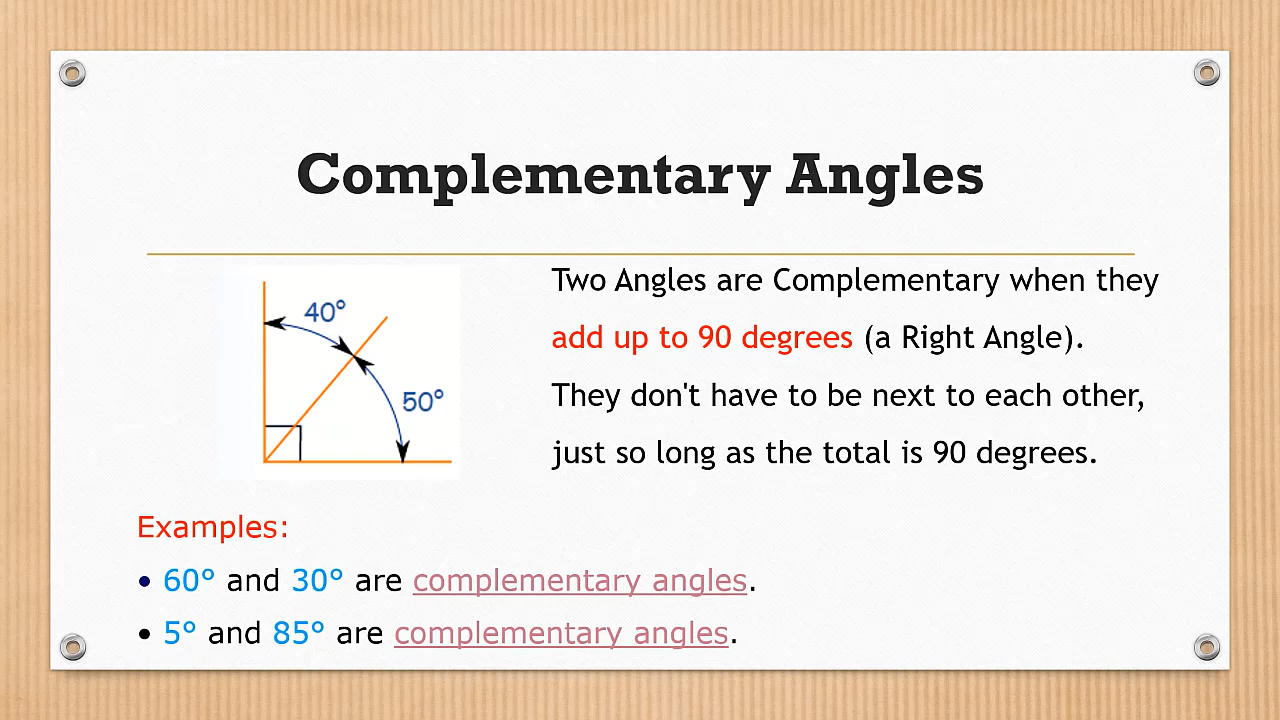 Complementary Angles
40°
50°
Two Angles are Complementary when they
add up to 90 degrees (a Right Angle).
They don't have to be next to each other,
just so long as the total is 90 degrees.
Examples:
• 60° and 30° are complementary angles.
• 5° and 85° are complementary angles.